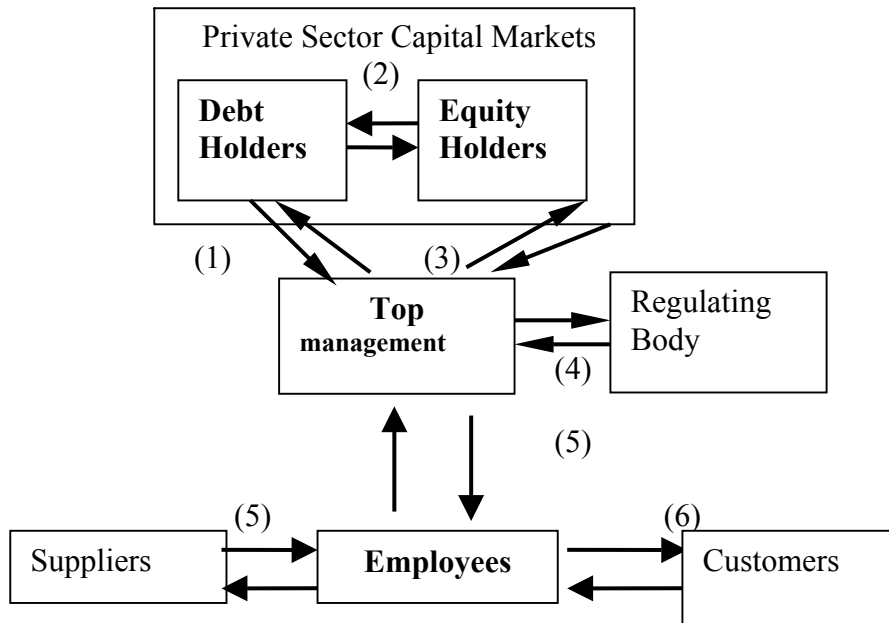 Private Sector Capital Markets
(2)
Debt
Holders
Equity
Holders
(1)
(3)
Top
management
Regulating
Body
(4)
(5)
(5)
(6)
Suppliers
Employees
Customers